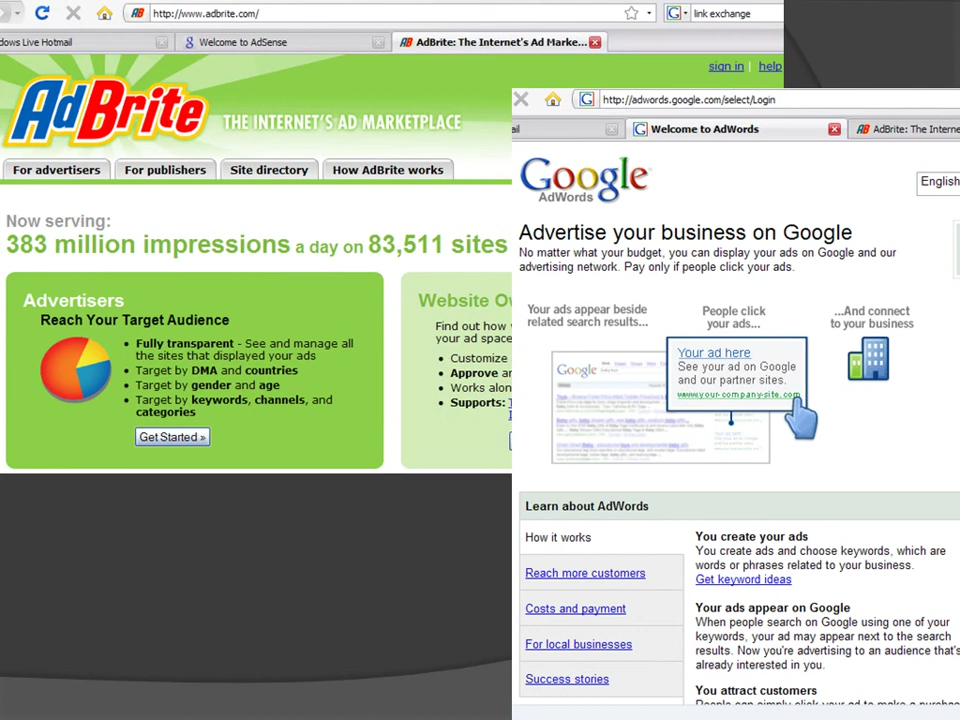 http://www.adbrite.com/
link exchange
dows Live Hotmail
Welcome to AdSense
AdBrite: The Internet's Ad Marke...
sign in | help
AdBrite
THE INTERNET'S AD MARKETPLACE
For advertisers
For publishers
Site directory
How AdBrite works
Now serving:
383 million impressions a day on 83,511 sites
Advertisers
Reach Your Target Audience
• Fully transparent - See and manage all
the sites that displayed your ads
• Target by DMA and countries
• Target by gender and age
• Target by keywords, channels, and
categories
Get Started »
Website Ow
Find out how
your ad space
• Customize
• Approve an
• Works alon
• Supports:
http://adwords.google.com/select/Login
ail
Welcome to AdWords
AdBrite: The Interne
Google
AdWords
English
Advertise your business on Google
No matter what your budget, you can display your ads on Google and our
advertising network. Pay only if people click your ads.
Your ads appear beside
related search results...
People click
your ads...
...And connect
to your business
Google
Your ad here
See your ad on Google
and our partner sites.
www.your-company-site.com
Learn about AdWords
How it works
Reach more customers
Costs and payment
For local businesses
Success stories
You create your ads
You create ads and choose keywords, which are
words or phrases related to your business.
Get keyword ideas
Your ads appear on Google
When people search on Google using one of your
keywords, your ad may appear next to the search
results. Now you're advertising to an audience that's
already interested in you.
You attract customers
People can simply click your ad to make a purchase